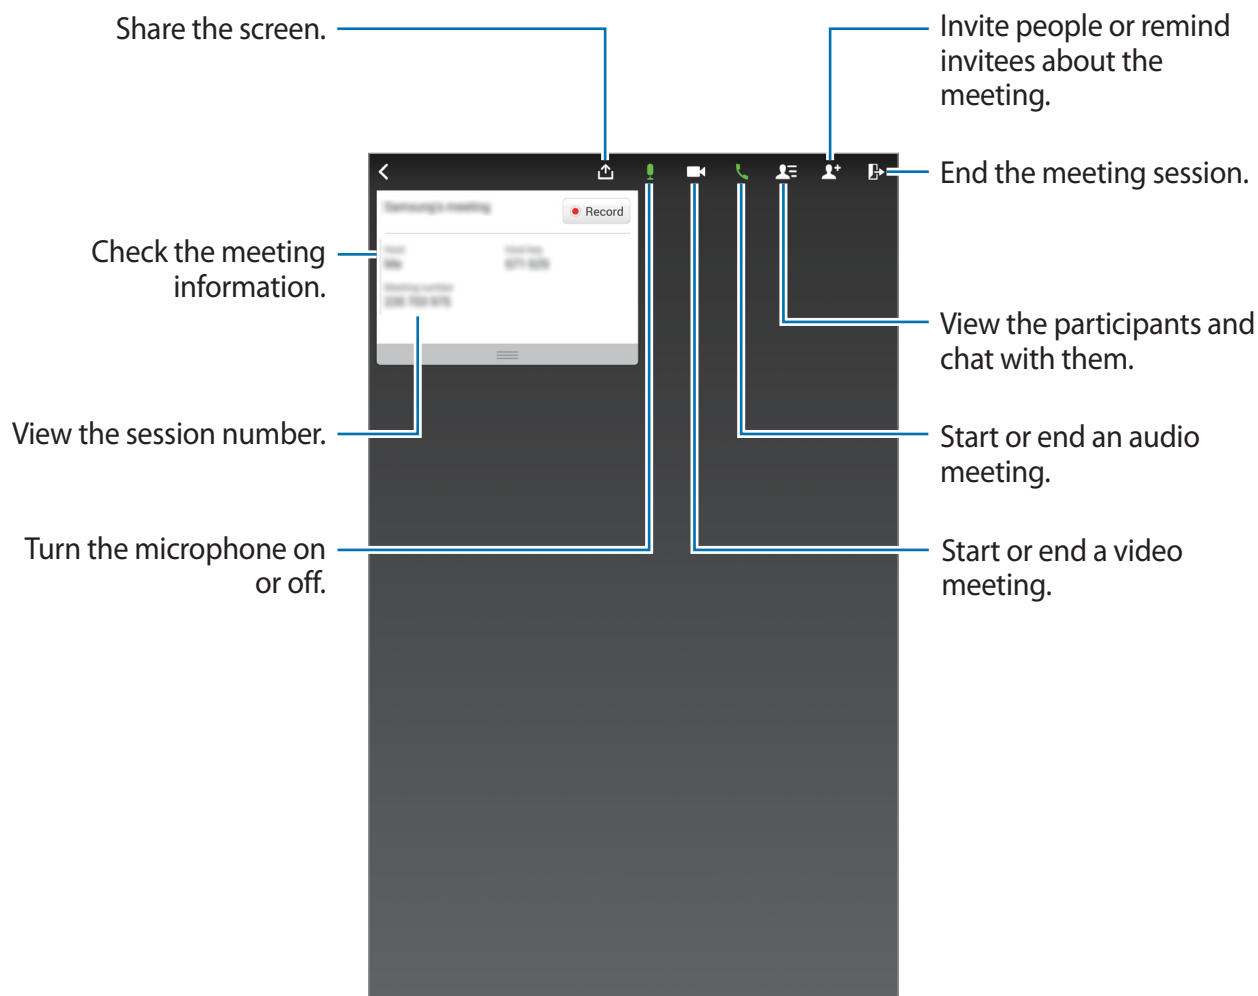 Share the screen.
Invite people or remind
invitees about the
meeting.
End the meeting session.
Record
Check the meeting
information.
View the participants and
chat with them.
View the session number.
Start or end an audio
meeting.
Turn the microphone on
or off.
Start or end a video
meeting.